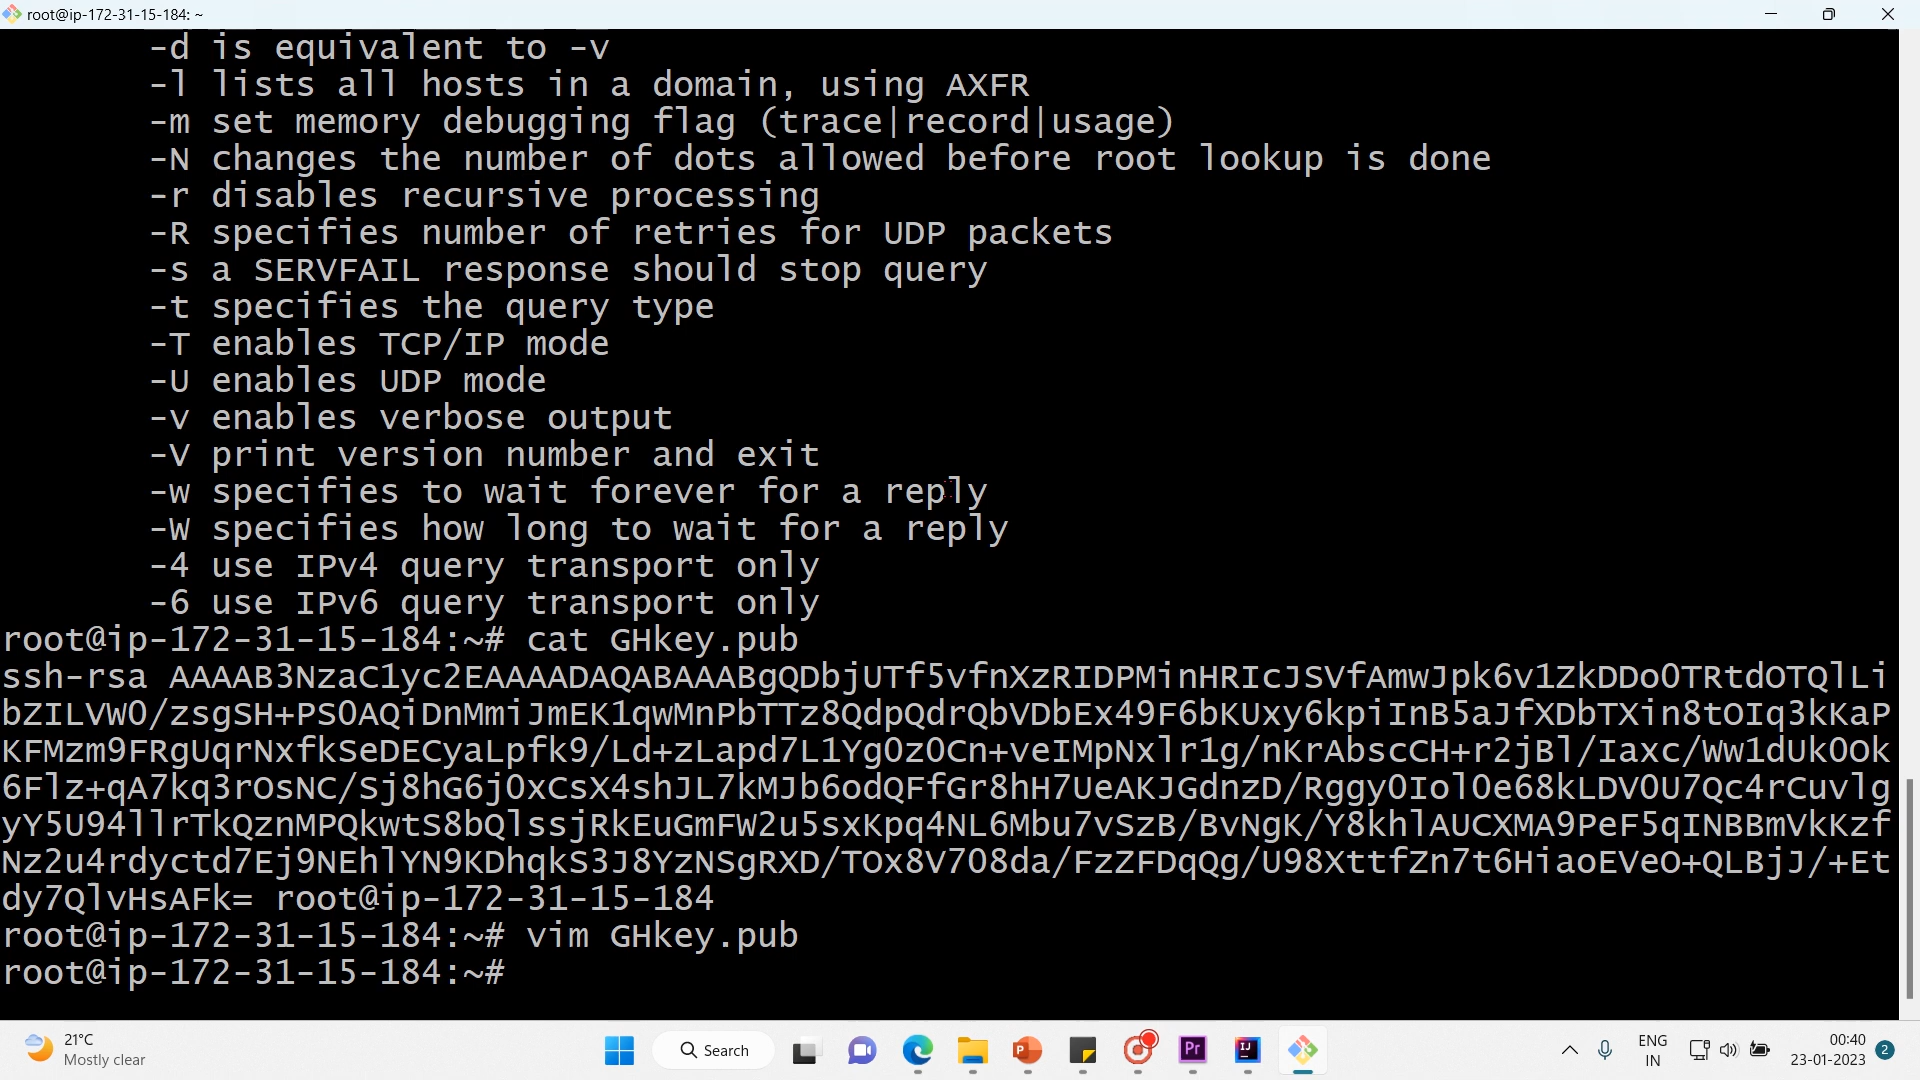 root@ip-172-31-15-184: ~
-d is equivalent to -v
-l lists all hosts in a domain, using AXFR
-m set memory debugging flag (trace|record|usage)
-N changes the number of dots allowed before root lookup is done
-r disables recursive processing
-R specifies number of retries for UDP packets
-s a SERVFAIL response should stop query
-t specifies the query type
-T enables TCP/IP mode
-U enables UDP mode
-v enables verbose output
-V print version number and exit
-w specifies to wait forever for a reply
-W specifies how long to wait for a reply
-4 use IPv4 query transport only
-6 use IPv6 query transport only
root@ip-172-31-15-184:~# cat GHkey.pub
ssh-rsa AAAAB3NzaC1yc2EAAAADAQABAAABgQDbjUTf5vfnXzRIDPMinHRIcJSVfAmwJpk6v1ZkDDoOTRtdOTQlLi
bZILVWO/zsgSH+PSOAQiDnMmiJmEK1qwMnPbTTz8QdpQdrQbVDbEx49F6bKUxy6kpiInB5aJfXDbTXin8tOIq3kKaP
KFMzm9FRgUqrNxfkSeDECyaLpfk9/Ld+zLapd7L1YgOzOCn+veIMpNxlr1g/nKrAbscCH+r2jBl/Iaxc/Ww1dUkOOk
6Flz+qA7kq3rOsNC/Sj8hG6jOxCsX4shJL7kMJb6odQFfGr8hH7UeAKJGdnzD/RggyOIolOe68kLDVOU7Qc4rCuvlg
yY5U94llrTkQznMPQkwtS8bQlssjRkEuGmFW2u5sxKpq4NL6Mbu7vSzB/BvNgK/Y8khlAUCXMA9PeF5qINBBmVkKzf
Nz2u4rdyctd7Ej9NEhlYN9KDhqkS3J8YzNSgRXD/TOx8V7O8da/FzZFDqQg/U98XttfZn7t6HiaoEVeO+QLBjJ/+Et
dy7QlvHsAFk= root@ip-172-31-15-184
root@ip-172-31-15-184:~# vim GHkey.pub
root@ip-172-31-15-184:~#
21°C
Mostly clear
Search
P
Pr
IJ
ENG
IN
00:40
23-01-2023
2